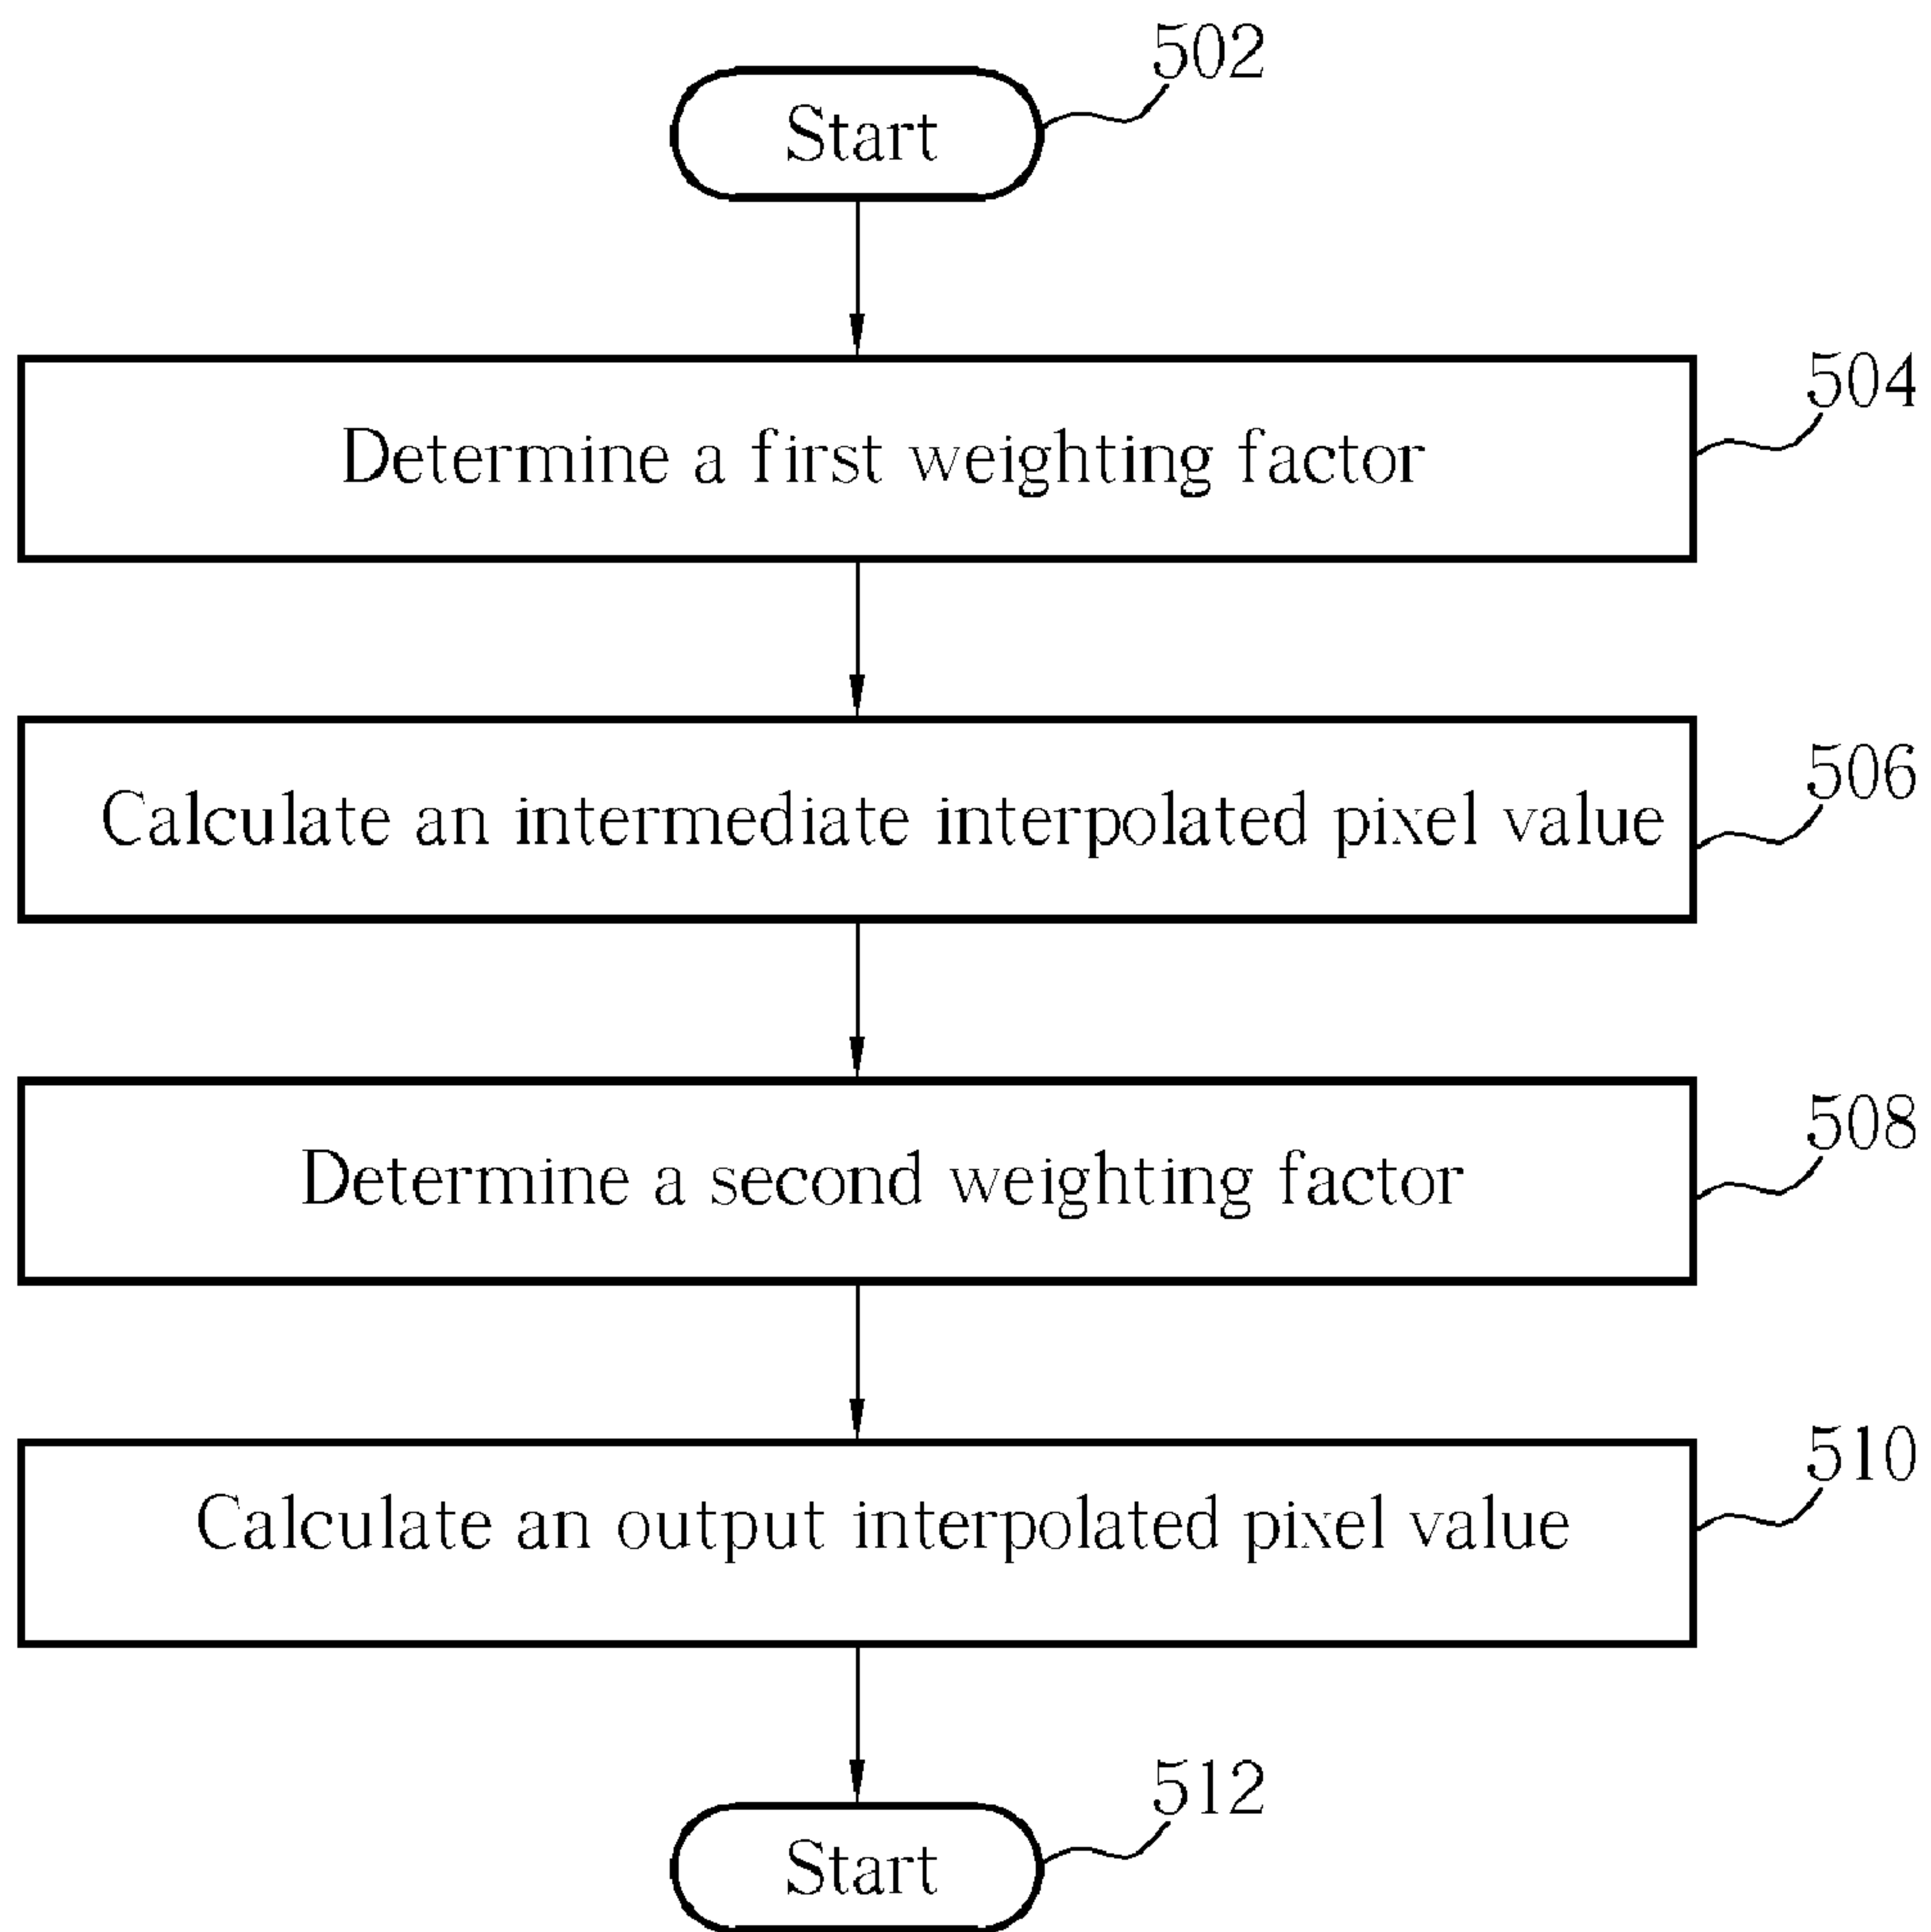 502
Start
504
Determine a first weighting factor
506
Calculate an intermediate interpolated pixel value
508
Determine a second weighting factor
510
Calculate an output interpolated pixel value
512
Start